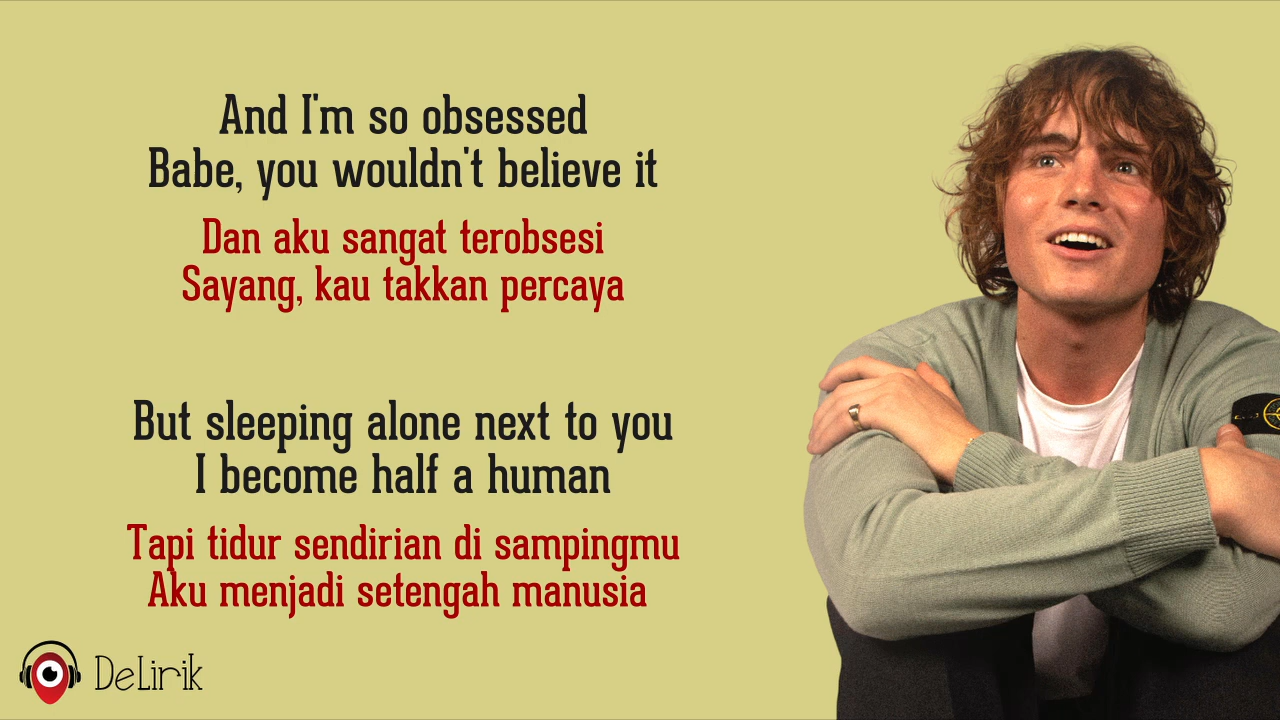 And I'm so obsessed
Babe, you wouldn't believe it
Dan aku sangat terobsesi
Sayang, kau takkan percaya
But sleeping alone next to you
I become half a human
Tapi tidur sendirian di sampingmu
Aku menjadi setengah manusia
DeLirik